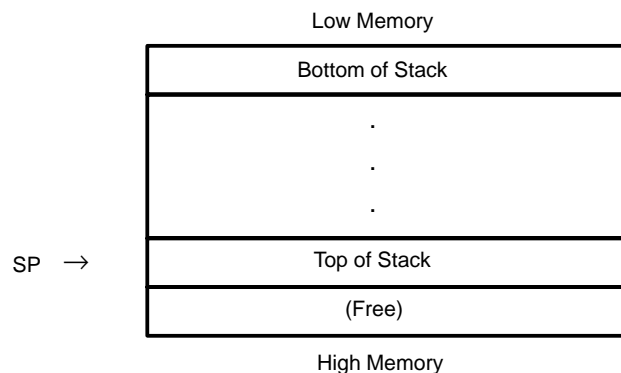 Low Memory
Bottom of Stack
.
.
.
SP → Top of Stack
(Free)
High Memory